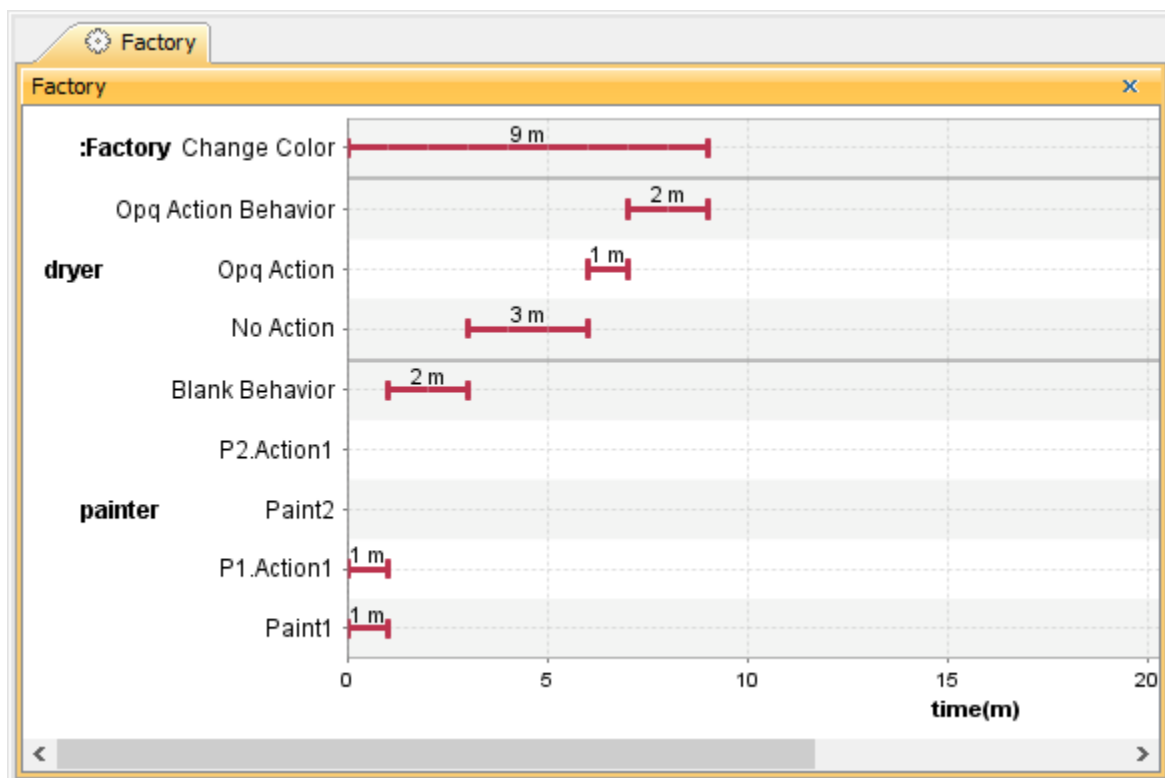 Factory
Factory
:Factory Change Color
9 m
Opq Action Behavior
2 m
dryer Opq Action
1 m
No Action
3 m
Blank Behavior
2 m
P2.Action1
painter Paint2
P1.Action1
1 m
Paint1
1 m
0 5 10 15 20
time(m)